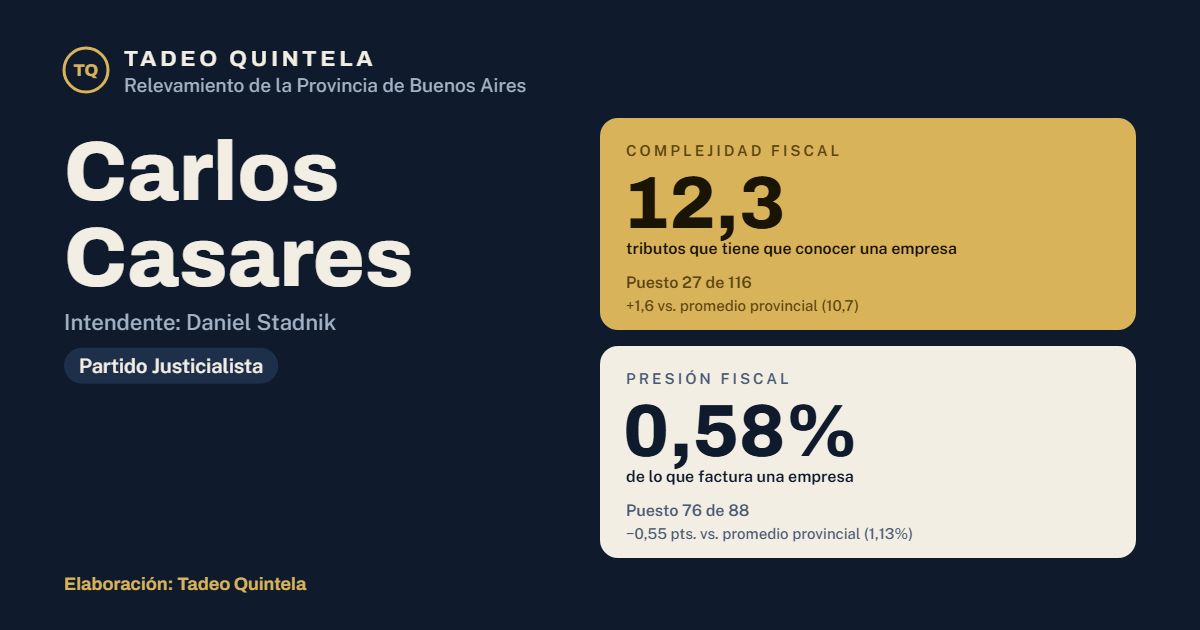 TQ
TADEO QUINTELA
Relevamiento de la Provincia de Buenos Aires
Carlos
Casares
Intendente: Daniel Stadnik
Partido Justicialista
COMPLEJIDAD FISCAL
12,3
tributos que tiene que conocer una empresa
Puesto 27 de 116
+1,6 vs. promedio provincial (10,7)
PRESIÓN FISCAL
0,58%
de lo que factura una empresa
Puesto 76 de 88
−0,55 pts. vs. promedio provincial (1,13%)
Elaboración: Tadeo Quintela